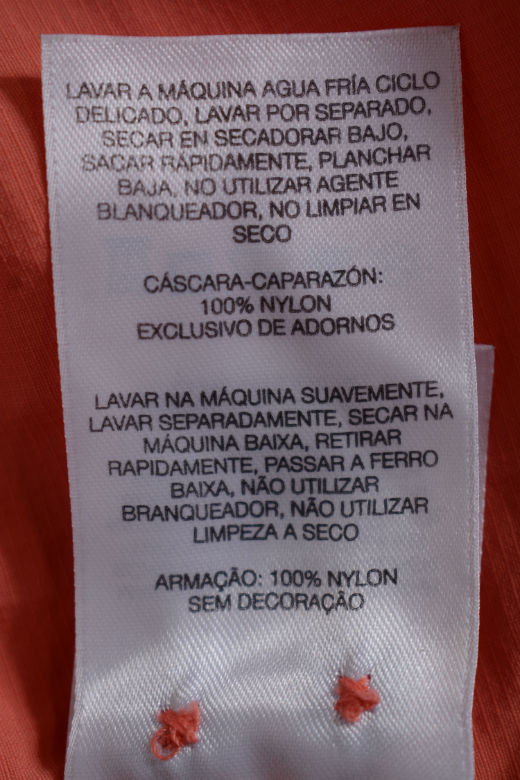 LAVAR A MÁQUINA AGUA FRÍA CICLO
DELICADO, LAVAR POR SEPARADO,
SECAR EN SECADORAR BAJO,
SACAR RÁPIDAMENTE, PLANCHAR
BAJA, NO UTILIZAR AGENTE
BLANQUEADOR, NO LIMPIAR EN
SECO
CÁSCARA-CAPARAZÓN:
100% NYLON
EXCLUSIVO DE ADORNOS
LAVAR NA MÁQUINA SUAVEMENTE,
LAVAR SEPARADAMENTE, SECAR NA
MÁQUINA BAIXA, RETIRAR
RAPIDAMENTE, PASSAR A FERRO
BAIXA, NÃO UTILIZAR
BRANQUEADOR, NÃO UTILIZAR
LIMPEZA A SECO
ARMAÇÃO: 100% NYLON
SEM DECORAÇÃO